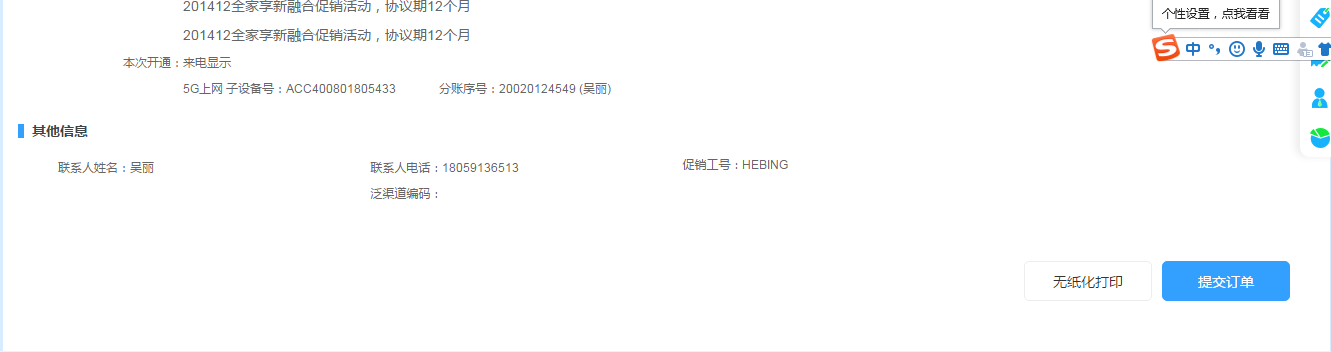 201412全家享新融合促销活动，协议期12个月
个性设置，点我看看
201412全家享新融合促销活动，协议期12个月
中
本次开通：来电显示
5G上网 子设备号：ACC400801805433 分账序号：20020124549 (吴丽)
其他信息
联系人姓名：吴丽 联系人电话：18059136513 促销工号：HEBING
泛渠道编码：
无纸化打印 提交订单